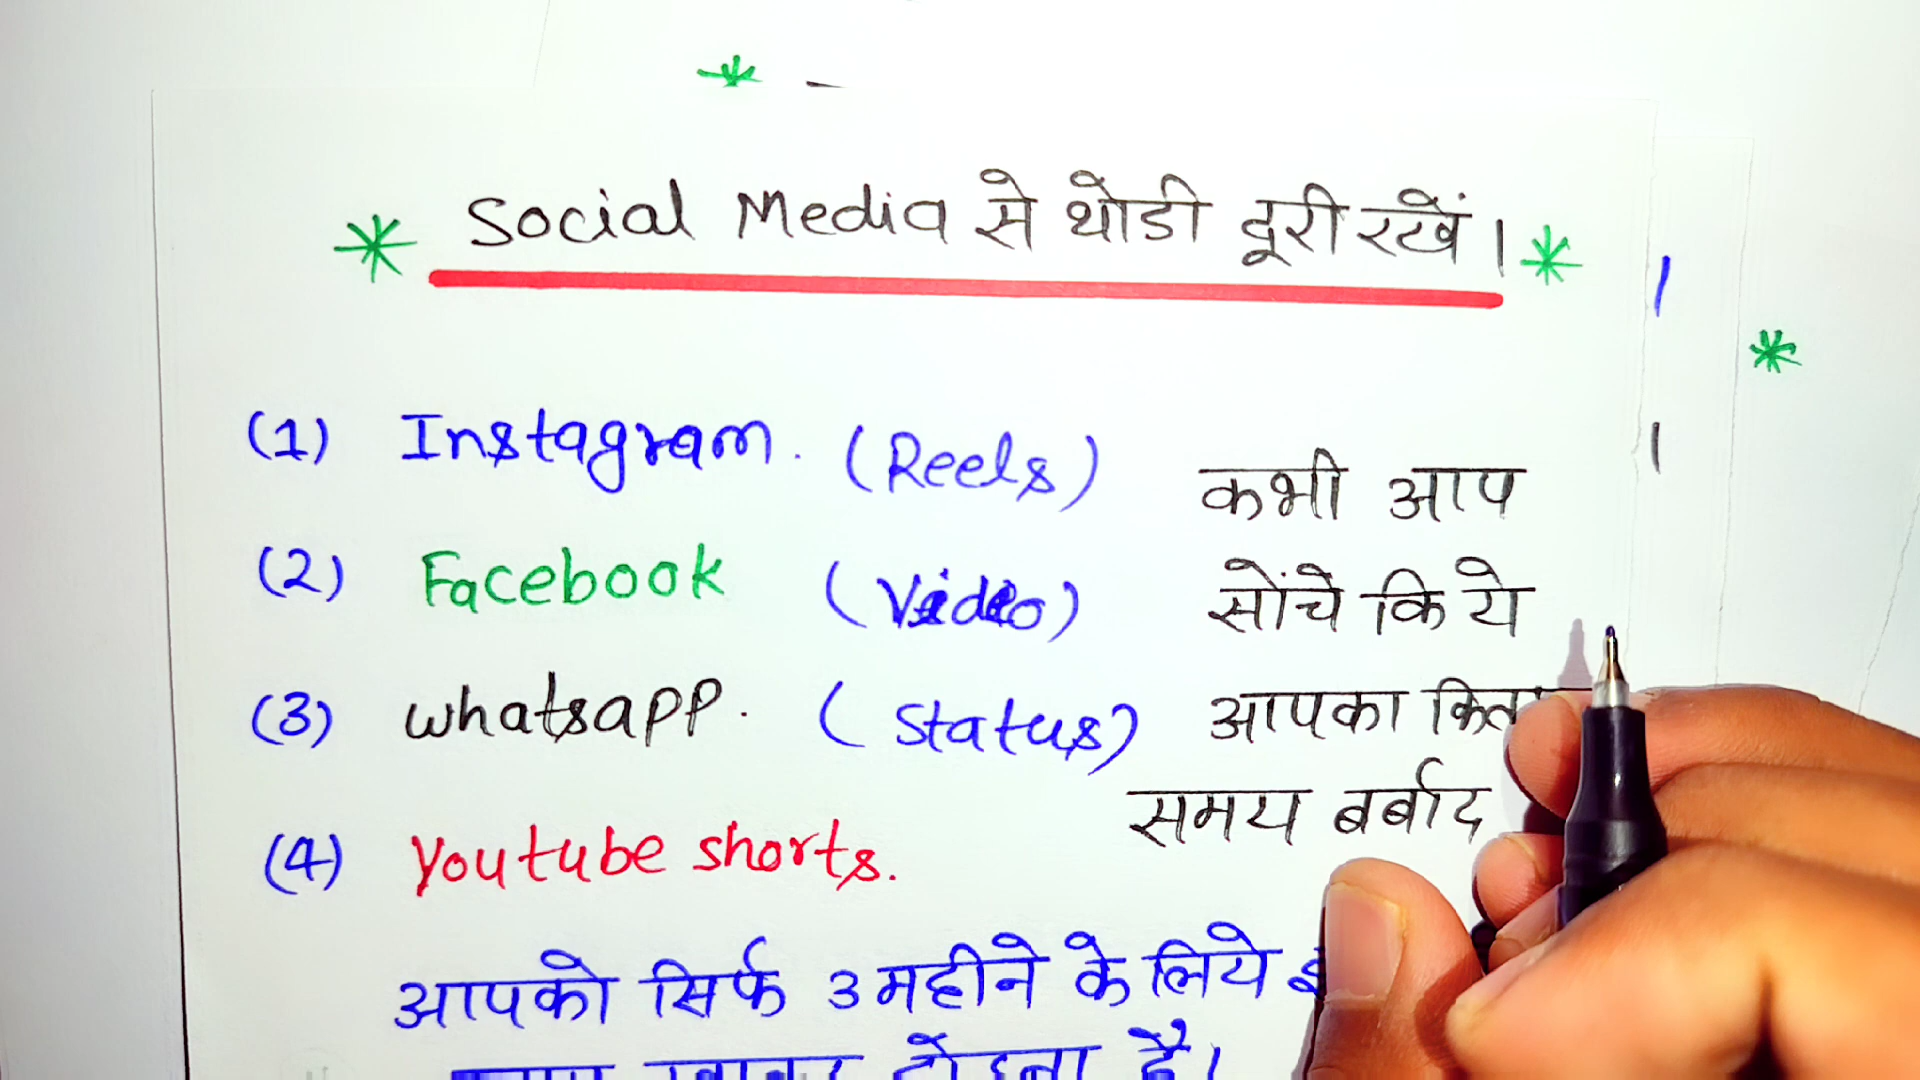 Social Media से थोडी दूरी रखें।
(1) Instagram. (Reels)
(2) Facebook (Video)
(3) whatsapp. (Status)
(4) Youtube shorts.
कभी आप
सोंचे कि ये
आपका
समय बर्बाद
आपको सिर्फ 3 महीने के लिये
है।